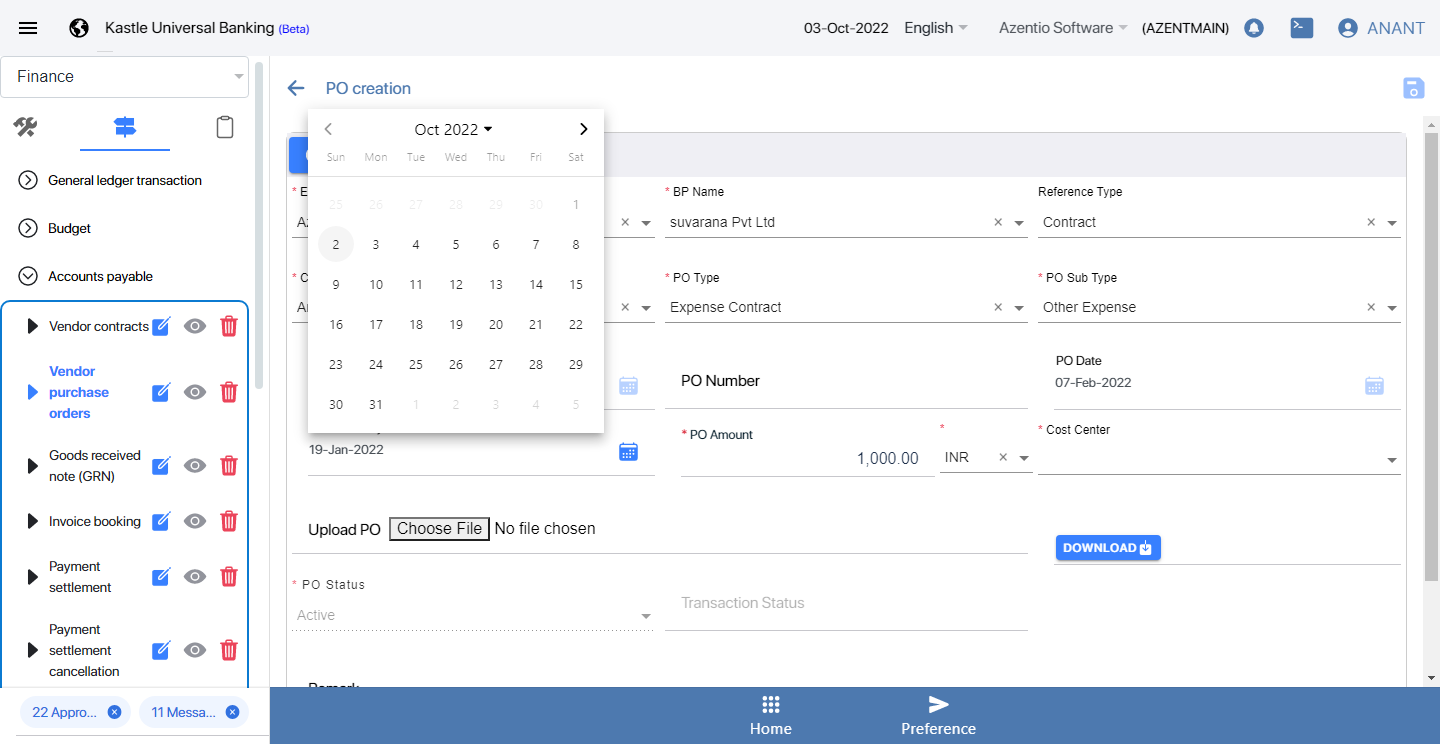 Kastle Universal Banking (Beta)
03-Oct-2022
English
Azentio Software
(AZENTMAIN)
ANANT
Finance
General ledger transaction
Budget
Accounts payable
Vendor contracts
Vendor
purchase
orders
Goods received
note (GRN)
Invoice booking
Payment
settlement
Payment
settlement
cancellation
22 Appro...
11 Messa...
PO creation
Oct 2022
Sun Mon Tue Wed Thu Fri Sat
25 26 27 28 29 30 1
2 3 4 5 6 7 8
9 10 11 12 13 14 15
16 17 18 19 20 21 22
23 24 25 26 27 28 29
30 31 1 2 3 4 5
* BP Name
suvarana Pvt Ltd
Reference Type
Contract
* PO Type
Expense Contract
* PO Sub Type
Other Expense
PO Number
PO Date
07-Feb-2022
19-Jan-2022
* PO Amount
1,000.00
*
INR
* Cost Center
Upload PO Choose File No file chosen
DOWNLOAD
* PO Status
Active
Transaction Status
Home
Preference